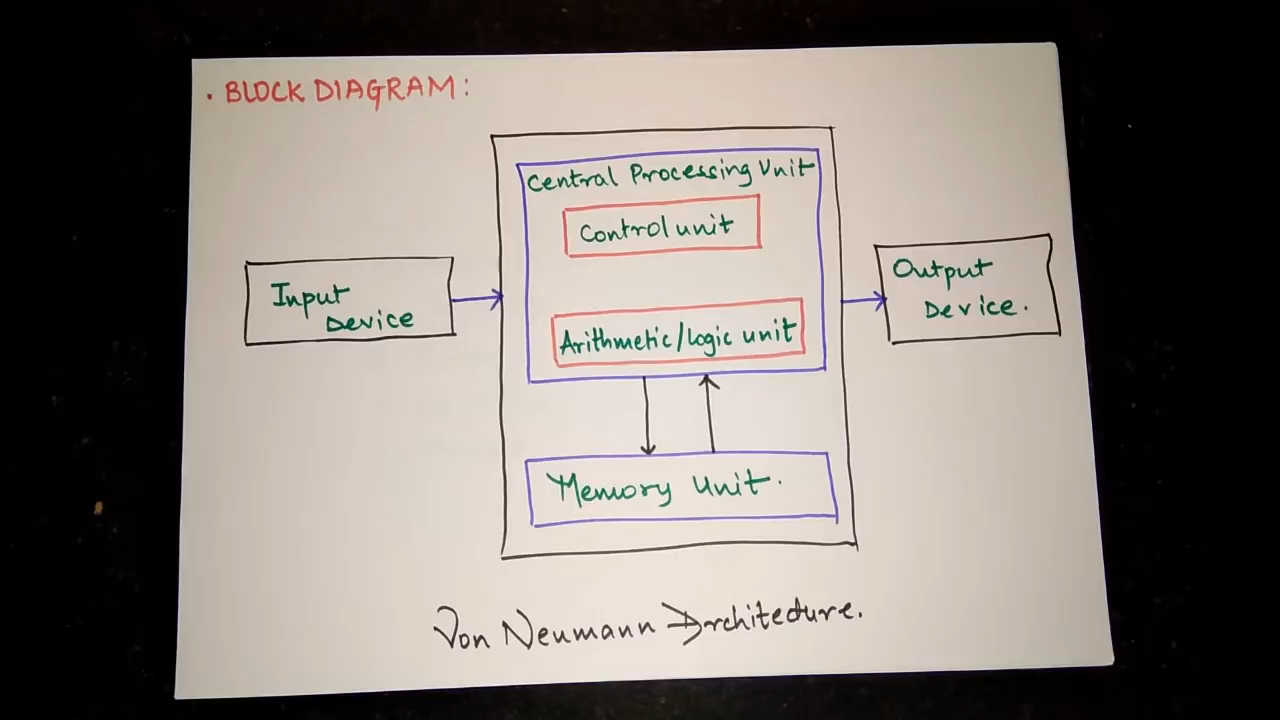 . BLOCK DIAGRAM:
Central Processing Unit
Control unit
Input
Device
Output
Device.
Arithmetic/Logic unit
Memory Unit.
Von Neumann Architecture.